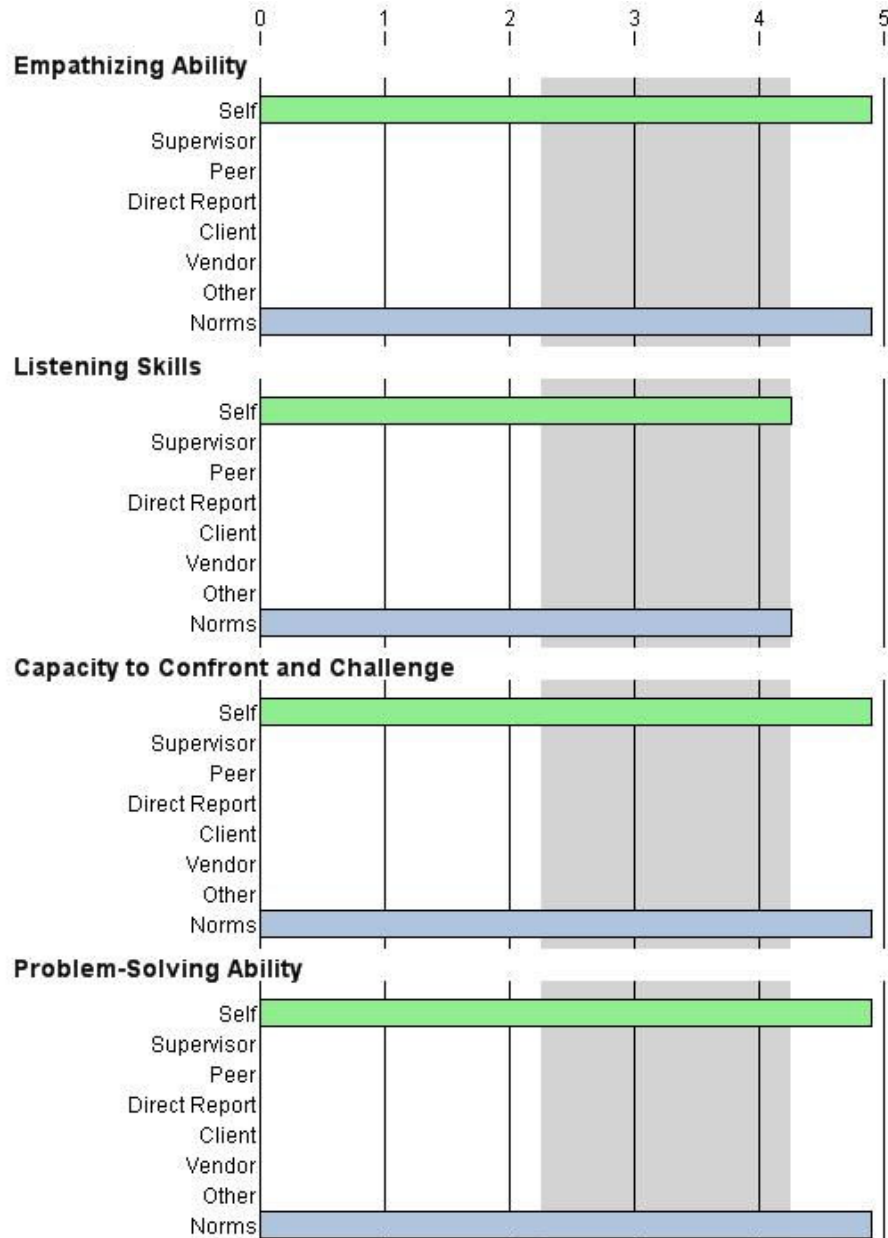 0 1 2 3 4 5
Empathizing Ability
Self
Supervisor
Peer
Direct Report
Client
Vendor
Other
Norms
Listening Skills
Self
Supervisor
Peer
Direct Report
Client
Vendor
Other
Norms
Capacity to Confront and Challenge
Self
Supervisor
Peer
Direct Report
Client
Vendor
Other
Norms
Problem-Solving Ability
Self
Supervisor
Peer
Direct Report
Client
Vendor
Other
Norms